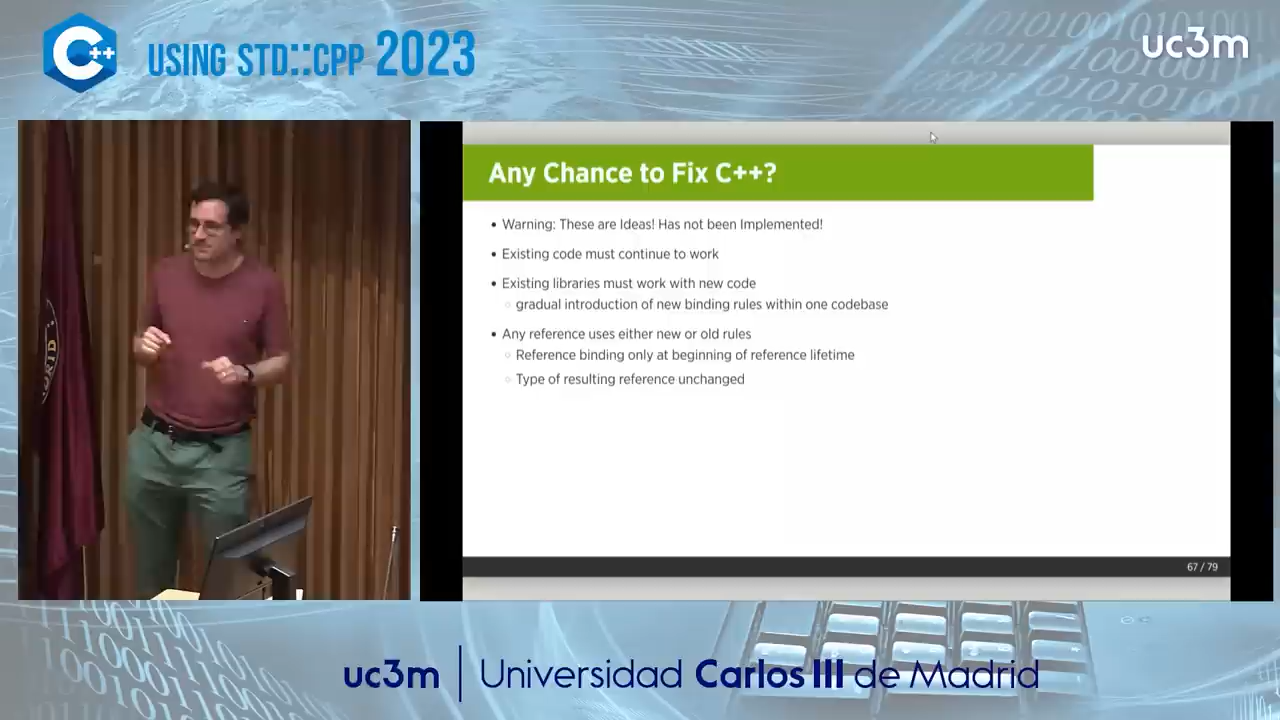 C++
USING STD::CPP 2023
uc3m
Any Chance to Fix C++?
• Warning: These are Ideas! Has not been Implemented!
• Existing code must continue to work
• Existing libraries must work with new code
○ gradual introduction of new binding rules within one codebase
• Any reference uses either new or old rules
○ Reference binding only at beginning of reference lifetime
○ Type of resulting reference unchanged
67 / 79
uc3m | Universidad Carlos III de Madrid